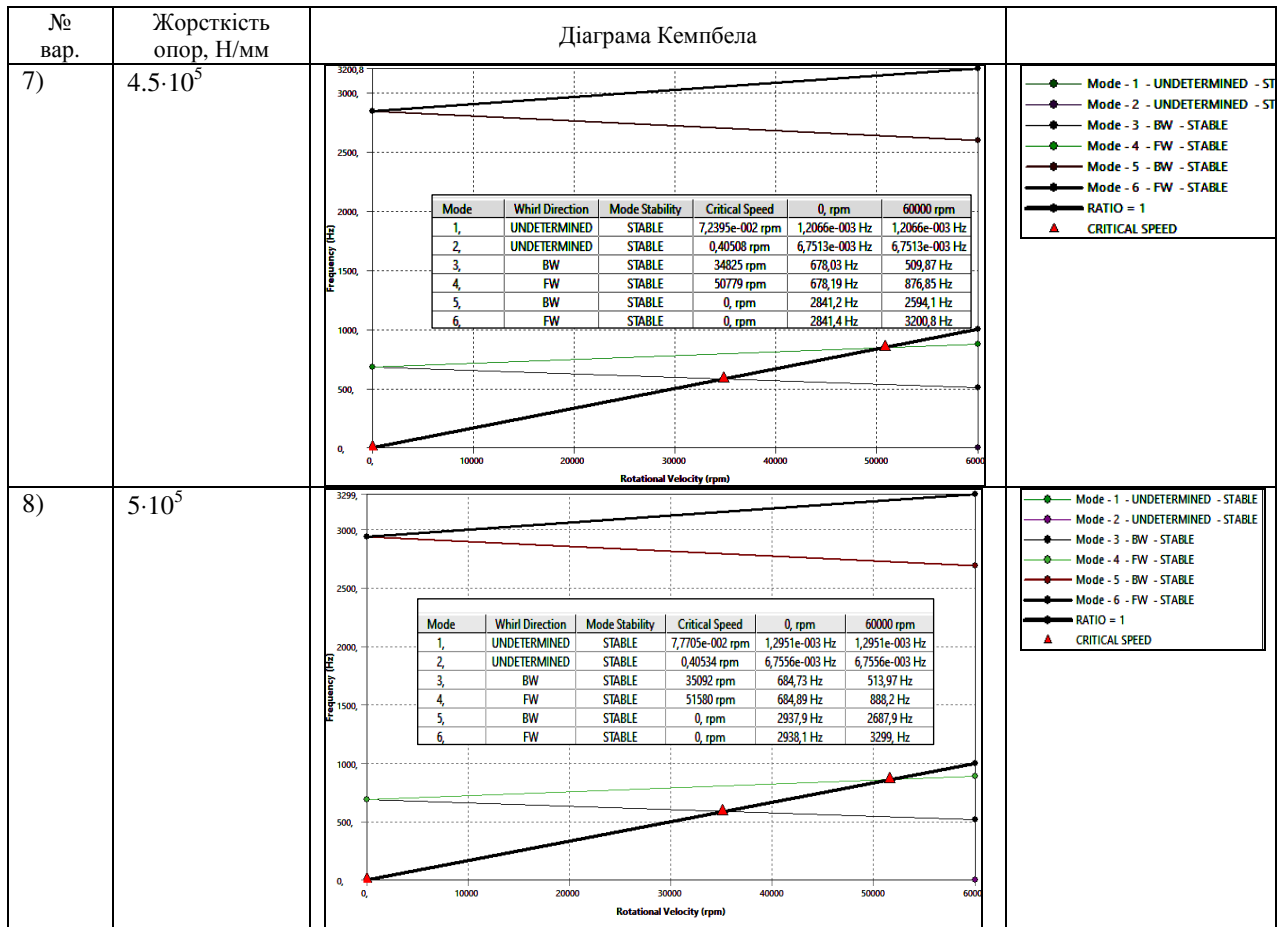 № вар. Жорсткість опор, Н/мм Діаграма Кемпбела
7) 4.5·10⁵
3200,8
3000,
2500,
2000,
1500,
1000,
500,
0,
Frequency (Hz)
Mode Whirl Direction Mode Stability Critical Speed 0, rpm 60000 rpm
1, UNDETERMINED STABLE 7,2395e-002 rpm 1,2066e-003 Hz 1,2066e-003 Hz
2, UNDETERMINED STABLE 0,40508 rpm 6,7513e-003 Hz 6,7513e-003 Hz
3, BW STABLE 34825 rpm 678,03 Hz 509,87 Hz
4, FW STABLE 50779 rpm 678,19 Hz 876,85 Hz
5, BW STABLE 0, rpm 2841,2 Hz 2594,1 Hz
6, FW STABLE 0, rpm 2841,4 Hz 3200,8 Hz
0, 10000 20000 30000 40000 50000 6000
Rotational Velocity (rpm)
Mode - 1 - UNDETERMINED - ST
Mode - 2 - UNDETERMINED - ST
Mode - 3 - BW - STABLE
Mode - 4 - FW - STABLE
Mode - 5 - BW - STABLE
Mode - 6 - FW - STABLE
RATIO = 1
CRITICAL SPEED
8) 5·10⁵
3299,
3000,
2500,
2000,
1500,
1000,
500,
0,
Frequency (Hz)
Mode Whirl Direction Mode Stability Critical Speed 0, rpm 60000 rpm
1, UNDETERMINED STABLE 7,7705e-002 rpm 1,2951e-003 Hz 1,2951e-003 Hz
2, UNDETERMINED STABLE 0,40534 rpm 6,7556e-003 Hz 6,7556e-003 Hz
3, BW STABLE 35092 rpm 684,73 Hz 513,97 Hz
4, FW STABLE 51580 rpm 684,89 Hz 888,2 Hz
5, BW STABLE 0, rpm 2937,9 Hz 2687,9 Hz
6, FW STABLE 0, rpm 2938,1 Hz 3299, Hz
0, 10000 20000 30000 40000 50000 6000
Rotational Velocity (rpm)
Mode - 1 - UNDETERMINED - STABLE
Mode - 2 - UNDETERMINED - STABLE
Mode - 3 - BW - STABLE
Mode - 4 - FW - STABLE
Mode - 5 - BW - STABLE
Mode - 6 - FW - STABLE
RATIO = 1
CRITICAL SPEED